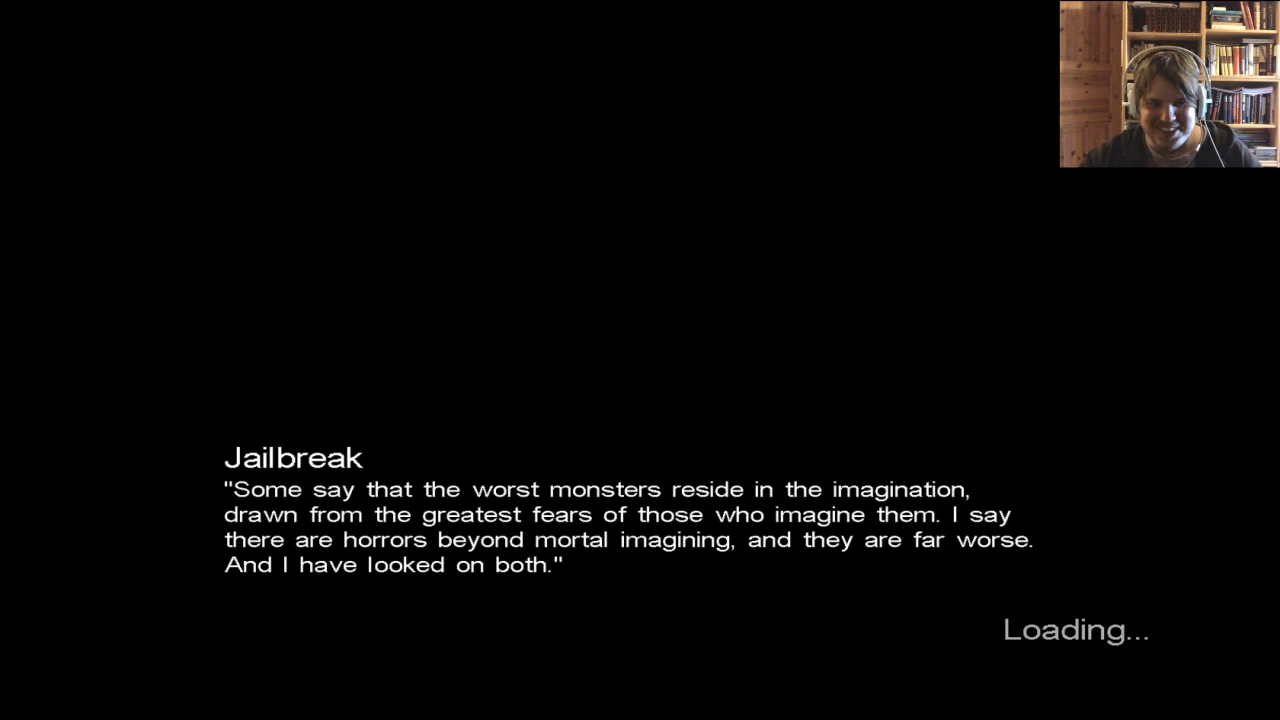 Jailbreak
"Some say that the worst monsters reside in the imagination,
drawn from the greatest fears of those who imagine them. I say
there are horrors beyond mortal imagining, and they are far worse.
And I have looked on both."
Loading...